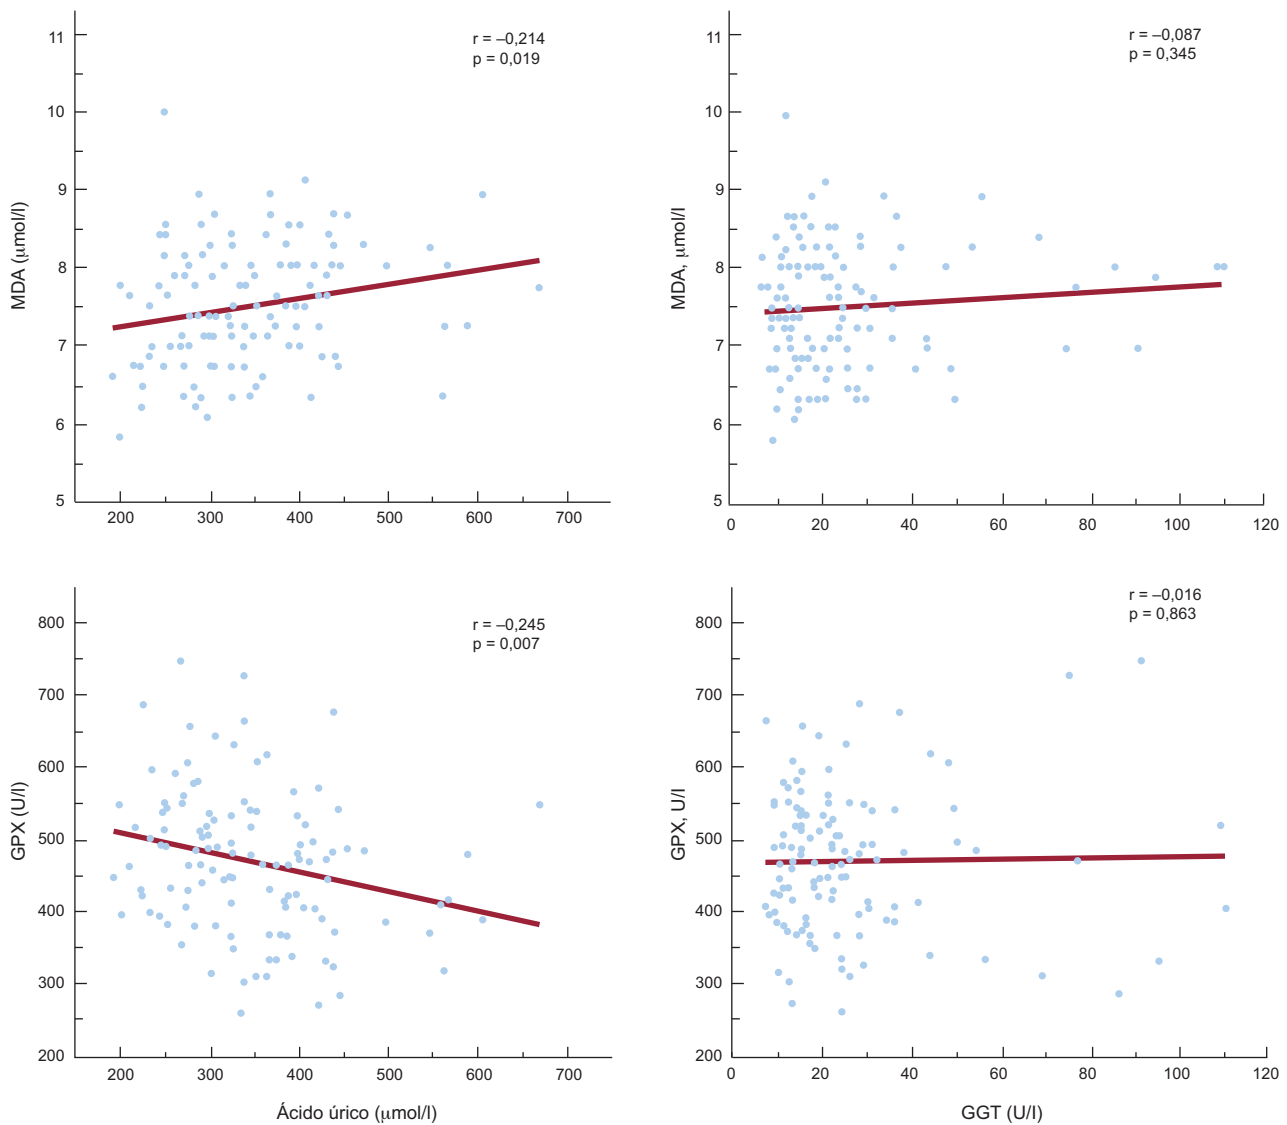 r = –0,214
p = 0,019
MDA (μmol/l)
11
10
9
8
7
6
5
200 300 400 500 600 700
r = –0,087
p = 0,345
MDA, μmol/l
11
10
9
8
7
6
5
0 20 40 60 80 100 120
r = –0,245
p = 0,007
GPX (U/l)
800
700
600
500
400
300
200
200 300 400 500 600 700
Ácido úrico (μmol/l)
r = –0,016
p = 0,863
GPX, U/l
800
700
600
500
400
300
200
0 20 40 60 80 100 120
GGT (U/l)